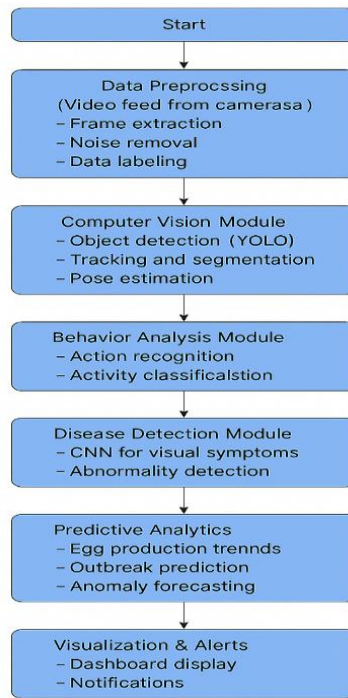 Start
Data Preprocssing
(Video feed from camerasa)
– Frame extraction
– Noise removal
– Data labeling
Computer Vision Module
– Object detection (YOLO)
– Tracking and segmentation
– Pose estimation
Behavior Analysis Module
– Action recognition
– Activity classificalstion
Disease Detection Module
– CNN for visual symptoms
– Abnormality detection
Predictive Analytics
– Egg production trennds
– Outbreak prediction
– Anomaly forecasting
Visualization & Alerts
– Dashboard display
– Notifications